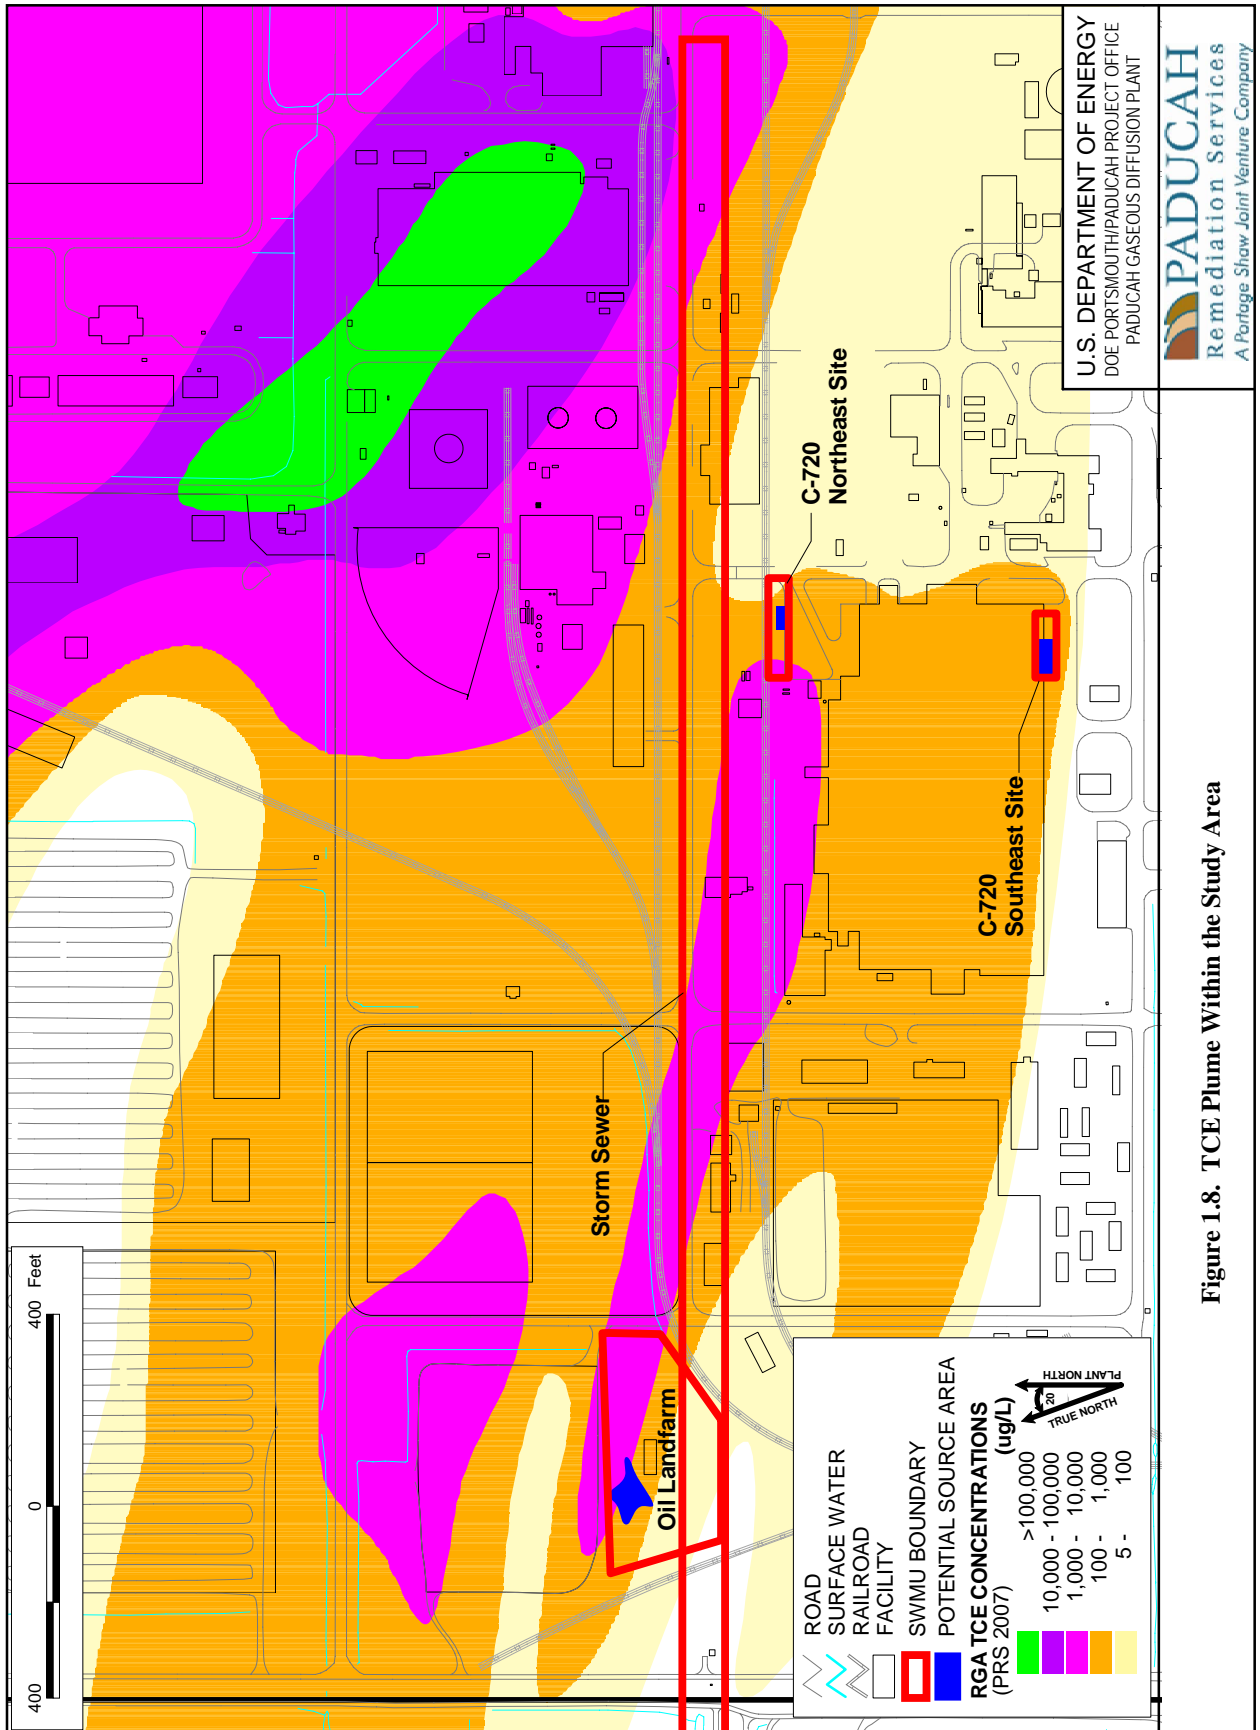 400 0 400 Feet
Storm Sewer
Oil Landfarm
C-720
Northeast Site
C-720
Southeast Site
ROAD
SURFACE WATER
RAILROAD
FACILITY
SWMU BOUNDARY
POTENTIAL SOURCE AREA
RGA TCE CONCENTRATIONS
(PRS 2007) (ug/L)
>100,000
10,000 - 100,000
1,000 - 10,000
100 - 1,000
5 - 100
20
TRUE NORTH
PLANT NORTH
U.S. DEPARTMENT OF ENERGY
DOE PORTSMOUTH/PADUCAH PROJECT OFFICE
PADUCAH GASEOUS DIFFUSION PLANT
PADUCAH
Remediation Services
A Portage Shaw Joint Venture Company
Figure 1.8. TCE Plume Within the Study Area